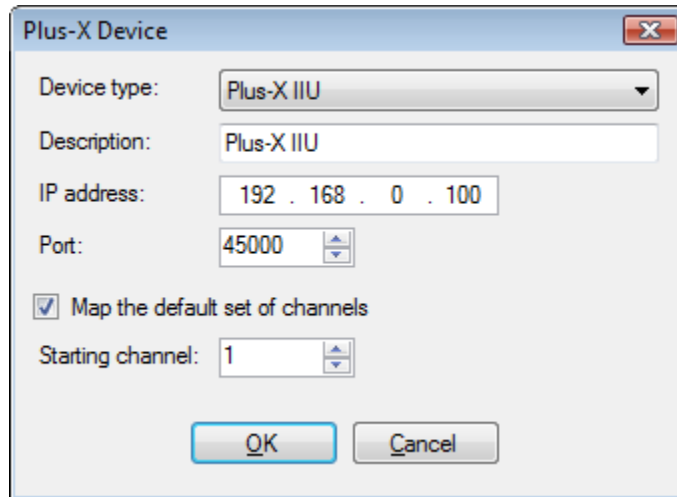 Plus-X Device
Device type: Plus-X IIU
Description: Plus-X IIU
IP address: 192 . 168 . 0 . 100
Port: 45000
Map the default set of channels
Starting channel: 1
OK Cancel